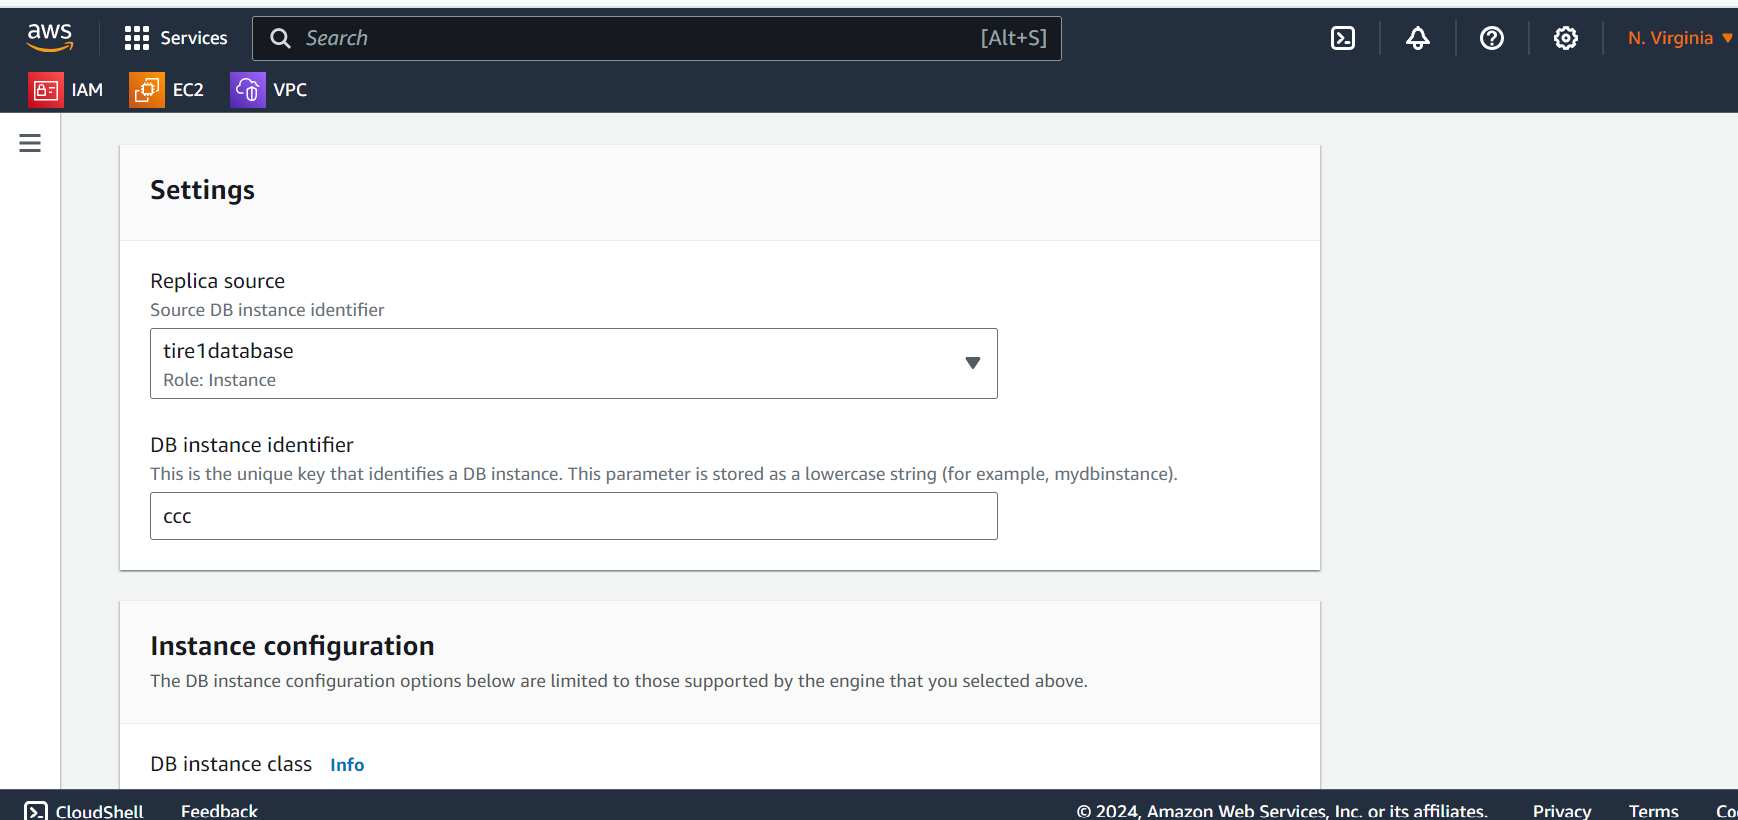 aws
Services
Search
[Alt+S]
N. Virginia
IAM
EC2
VPC
Settings
Replica source
Source DB instance identifier
tire1database
Role: Instance
DB instance identifier
This is the unique key that identifies a DB instance. This parameter is stored as a lowercase string (for example, mydbinstance).
ccc
Instance configuration
The DB instance configuration options below are limited to those supported by the engine that you selected above.
DB instance class Info
CloudShell
Feedback
© 2024, Amazon Web Services, Inc. or its affiliates.
Privacy
Terms
Co